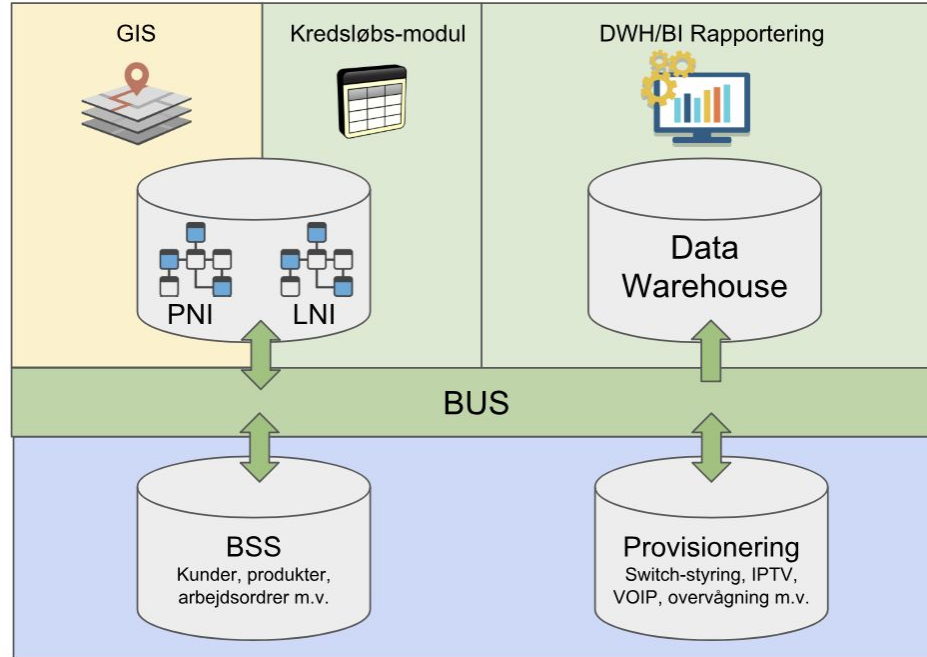 GIS
Kredsløbs-modul
DWH/BI Rapportering
PNI
LNI
Data
Warehouse
BUS
BSS
Kunder, produkter,
arbejdsordrer m.v.
Provisionering
Switch-styring, IPTV,
VOIP, overvågning m.v.